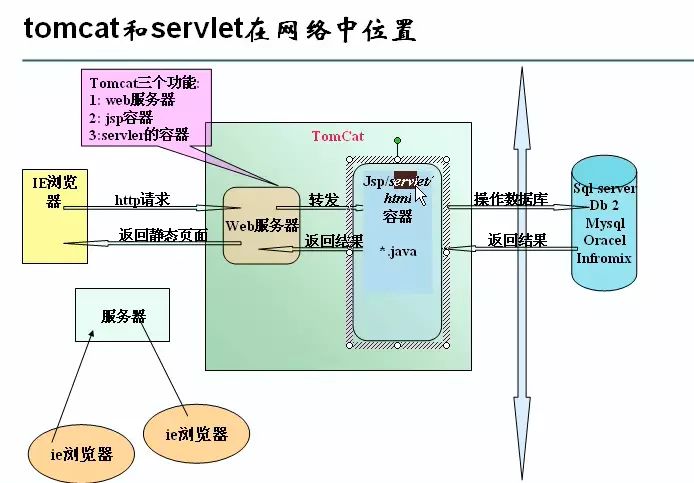 tomcat和servlet在网络中位置
Tomcat三个功能:
1: web服务器
2: jsp容器
3:servler的容器
TomCat
IE浏览
器
http请求
返回静态页面
Web服务器
转发
返回结果
Jsp/servlet/
html
容器
*.java
操作数据库
返回结果
Sql server
Db 2
Mysql
Oracel
Infromix
服务器
ie浏览器
ie浏览器